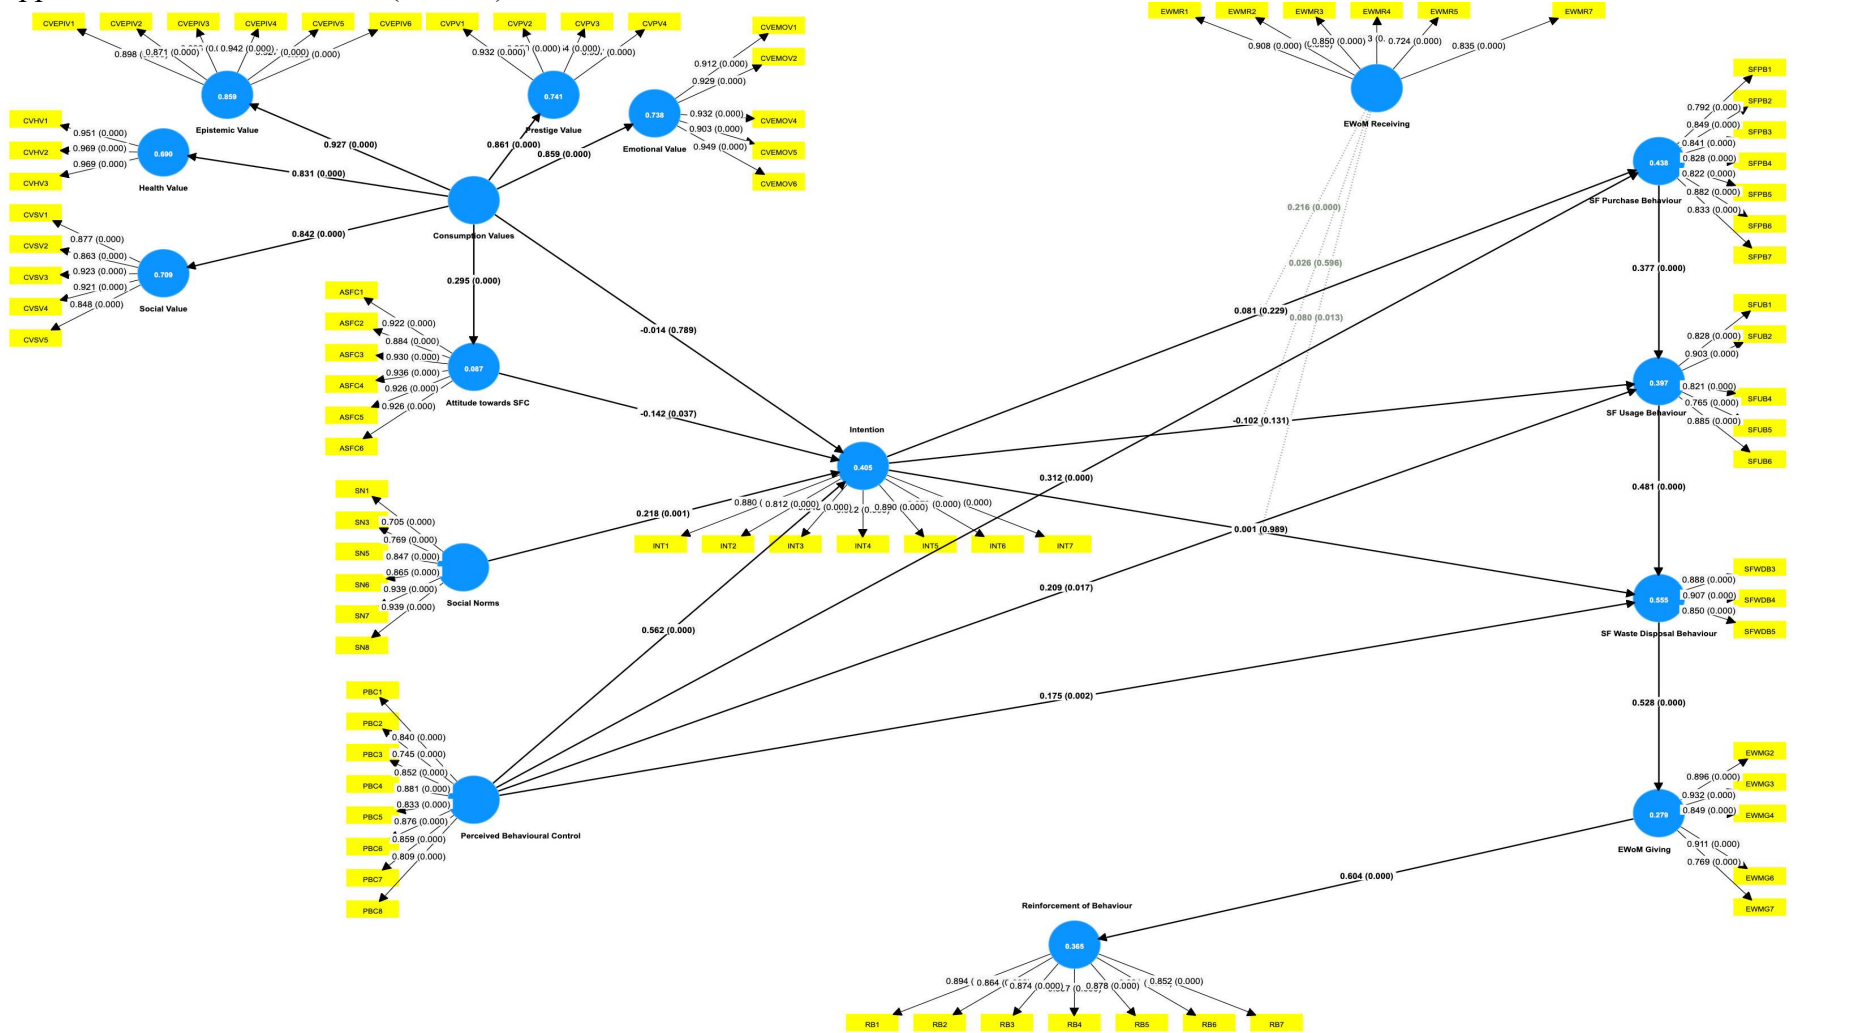 CVEPIV1
CVEPIV2
CVEPIV3
CVEPIV4
CVEPIV5
CVEPIV6
0.898
0.871 (0.000)
0.942 (0.000)
(0.000)
0.859
Epistemic Value
CVPV1
CVPV2
CVPV3
CVPV4
0.932 (0.000)
(0.000)
0.741
Prestige Value
CVEMOV1
CVEMOV2
CVEMOV4
CVEMOV5
CVEMOV6
0.912 (0.000)
0.929 (0.000)
0.932 (0.000)
0.903 (0.000)
0.949 (0.000)
0.738
Emotional Value
EWMR1
EWMR2
EWMR3
EWMR4
EWMR5
EWMR7
0.908 (0.000)
0.850 (0.000)
0.724 (0.000)
0.835 (0.000)
EWoM Receiving
CVHV1
CVHV2
CVHV3
0.951 (0.000)
0.969 (0.000)
0.969 (0.000)
0.690
Health Value
CVSV1
CVSV2
CVSV3
CVSV4
CVSV5
0.877 (0.000)
0.863 (0.000)
0.923 (0.000)
0.921 (0.000)
0.848 (0.000)
0.709
Social Value
0.927 (0.000)
0.861 (0.000)
0.859 (0.000)
0.831 (0.000)
0.842 (0.000)
Consumption Values
0.295 (0.000)
-0.014 (0.789)
ASFC1
ASFC2
ASFC3
ASFC4
ASFC5
ASFC6
0.922 (0.000)
0.884 (0.000)
0.930 (0.000)
0.936 (0.000)
0.926 (0.000)
0.926 (0.000)
0.087
Attitude towards SFC
-0.142 (0.037)
SN1
SN3
SN5
SN6
SN7
SN8
0.705 (0.000)
0.769 (0.000)
0.847 (0.000)
0.865 (0.000)
0.939 (0.000)
0.939 (0.000)
Social Norms
0.218 (0.001)
PBC1
PBC2
PBC3
PBC4
PBC5
PBC6
PBC7
PBC8
0.840 (0.000)
0.745 (0.000)
0.852 (0.000)
0.881 (0.000)
0.833 (0.000)
0.876 (0.000)
0.859 (0.000)
0.809 (0.000)
Perceived Behavioural Control
0.562 (0.000)
0.312 (0.000)
0.209 (0.017)
0.175 (0.002)
Intention
0.405
0.880
0.812 (0.000)
0.890 (0.000)
(0.000)
INT1
INT2
INT3
INT4
INT5
INT6
INT7
0.081 (0.229)
-0.102 (0.131)
0.001 (0.989)
0.216 (0.000)
0.026 (0.596)
0.080 (0.013)
SFPB1
SFPB2
SFPB3
SFPB4
SFPB5
SFPB6
SFPB7
0.792 (0.000)
0.849 (0.000)
0.841 (0.000)
0.828 (0.000)
0.822 (0.000)
0.882 (0.000)
0.833 (0.000)
0.438
SF Purchase Behaviour
0.377 (0.000)
SFUB1
SFUB2
SFUB4
SFUB5
SFUB6
0.828 (0.000)
0.903 (0.000)
0.821 (0.000)
0.765 (0.000)
0.885 (0.000)
0.397
SF Usage Behaviour
0.481 (0.000)
SFWDB3
SFWDB4
SFWDB5
0.888 (0.000)
0.907 (0.000)
0.850 (0.000)
0.555
SF Waste Disposal Behaviour
0.528 (0.000)
EWMG2
EWMG3
EWMG4
EWMG6
EWMG7
0.896 (0.000)
0.932 (0.000)
0.849 (0.000)
0.911 (0.000)
0.769 (0.000)
0.279
EWoM Giving
0.604 (0.000)
Reinforcement of Behaviour
0.365
0.894
0.864
0.874 (0.000)
0.878 (0.000)
0.852 (0.000)
RB1
RB2
RB3
RB4
RB5
RB6
RB7